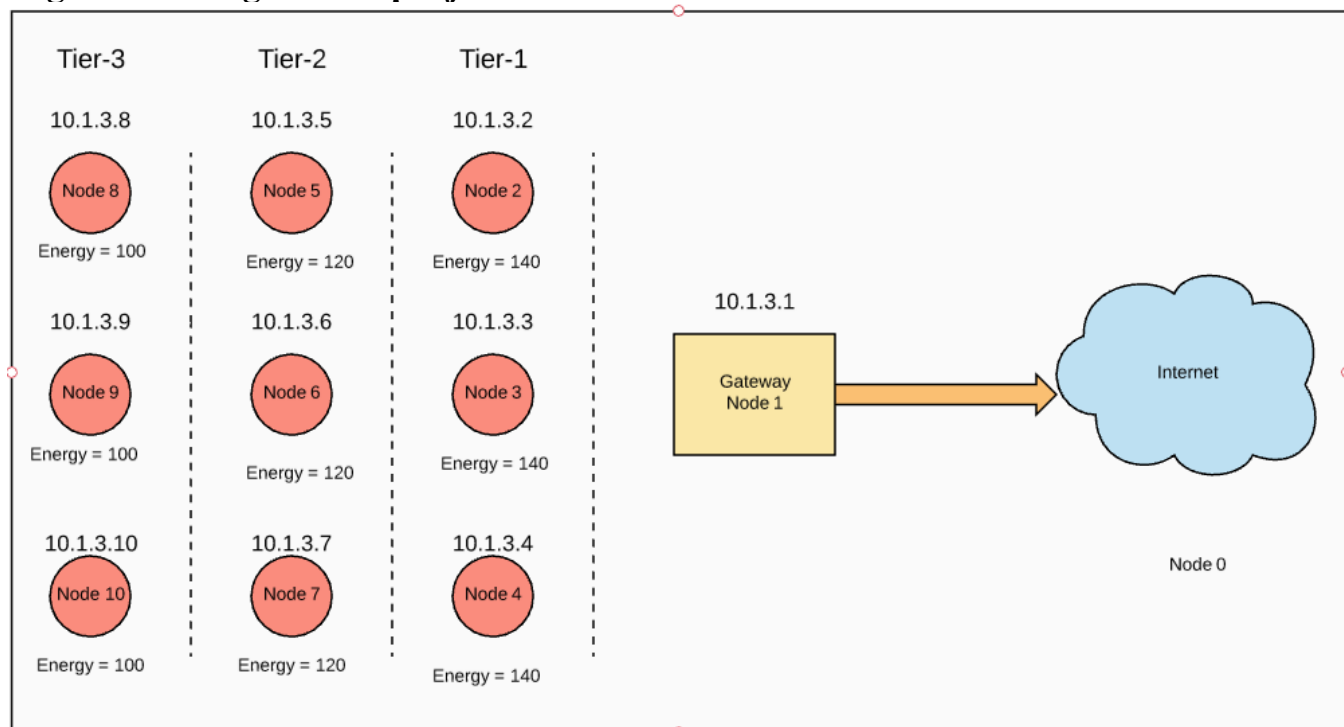 Tier-3 Tier-2 Tier-1
10.1.3.8 10.1.3.5 10.1.3.2
Node 8 Node 5 Node 2
Energy = 100 Energy = 120 Energy = 140
10.1.3.1
10.1.3.9 10.1.3.6 10.1.3.3
Internet
Gateway
Node 1
Node 9 Node 6 Node 3
Energy = 100 Energy = 120 Energy = 140
10.1.3.10 10.1.3.7 10.1.3.4
Node 0
Node 10 Node 7 Node 4
Energy = 100 Energy = 120 Energy = 140